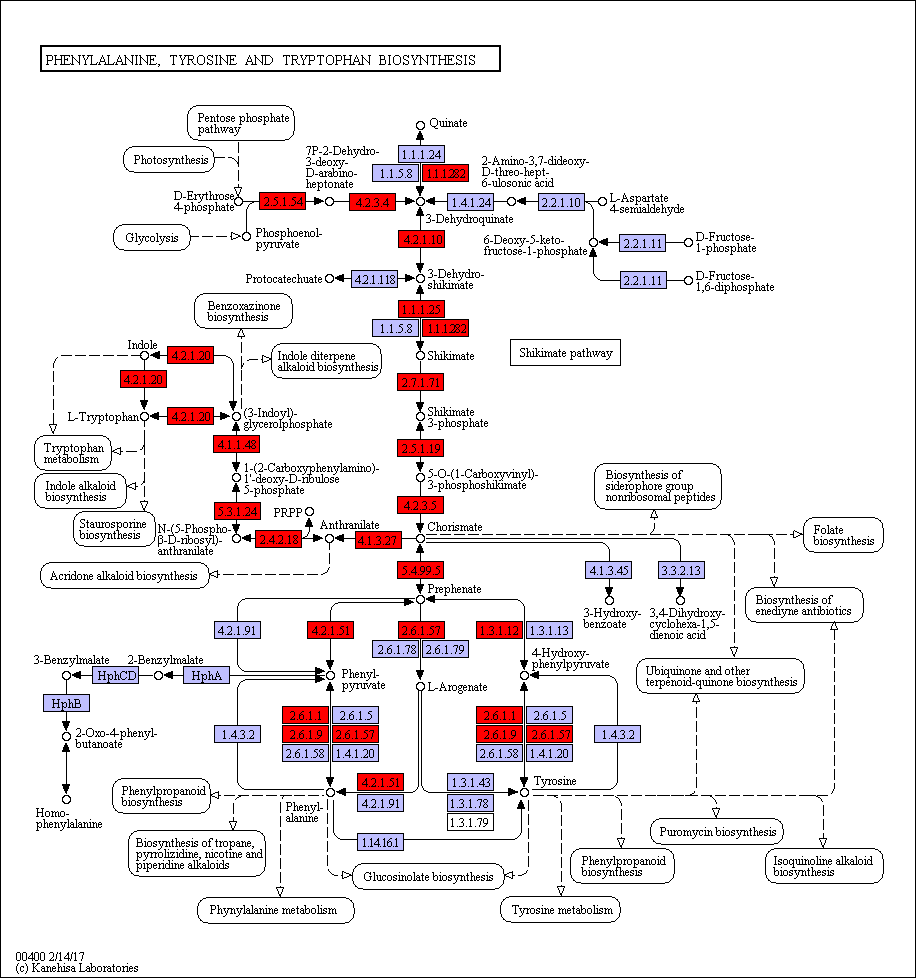 PHENYLALANINE, TYROSINE AND TRYPTOPHAN BIOSYNTHESIS
Pentose phosphate
pathway
Quinate
Photosynthesis
7P-2-Dehydro-
3-deoxy-
D-arabino-
heptonate
1.1.1.24
1.1.5.8
1.1.1.282
2-Amino-3,7-dideoxy-
D-threo-hept-
6-ulosonic acid
D-Erythrose
4-phosphate
2.5.1.54
4.2.3.4
1.4.1.24
2.2.1.10
L-Aspartate
4-semialdehyde
3-Dehydroquinate
Glycolysis
Phosphoenol-
pyruvate
4.2.1.10
6-Deoxy-5-keto-
fructose-1-phosphate
2.2.1.11
D-Fructose-
1-phosphate
Protocatechuate
4.2.1.118
3-Dehydro-
shikimate
2.2.1.11
D-Fructose-
1,6-diphosphate
Benzoxazinone
biosynthesis
1.1.1.25
1.1.5.8
1.1.1.282
Indole
4.2.1.20
Indole diterpene
alkaloid biosynthesis
Shikimate
Shikimate pathway
4.2.1.20
2.7.1.71
L-Tryptophan
4.2.1.20
(3-Indoyl)-
glycerolphosphate
Shikimate
3-phosphate
Tryptophan
metabolism
4.1.1.48
2.5.1.19
Indole alkaloid
biosynthesis
1-(2-Carboxyphenylamino)-
1'-deoxy-D-ribulose
5-phosphate
5-O-(1-Carboxyvinyl)-
3-phosphoshikimate
Biosynthesis of
siderophore group
nonribosomal peptides
Staurosporine
biosynthesis
5.3.1.24
PRPP
4.2.3.5
N-(5-Phospho-
β-D-ribosyl)-
anthranilate
2.4.2.18
Anthranilate
4.1.3.27
Chorismate
Folate
biosynthesis
Acridone alkaloid biosynthesis
5.4.99.5
4.1.3.45
3.3.2.13
Prephenate
3-Hydroxy-
benzoate
3,4-Dihydroxy-
cyclohexa-1,5-
dienoic acid
Biosynthesis of
enediyne antibiotics
4.2.1.91
4.2.1.51
2.6.1.57
1.3.1.12
1.3.1.13
2.6.1.78
2.6.1.79
3-Benzylmalate
2-Benzylmalate
4-Hydroxy-
phenylpyruvate
HphCD
HphA
Phenyl-
pyruvate
L-Arogenate
Ubiquinone and other
terpenoid-quinone biosynthesis
HphB
2-Oxo-4-phenyl-
butanoate
1.4.3.2
2.6.1.1
2.6.1.5
2.6.1.9
2.6.1.57
2.6.1.58
1.4.1.20
2.6.1.1
2.6.1.5
2.6.1.9
2.6.1.57
2.6.1.58
1.4.1.20
1.4.3.2
Homo-
phenylalanine
Phenylpropanoid
biosynthesis
Phenyl-
alanine
4.2.1.51
4.2.1.91
1.3.1.43
1.3.1.78
1.3.1.79
Tyrosine
Biosynthesis of tropane,
pyrrolizidine, nicotine and
piperidine alkaloids
1.14.16.1
Puromycin biosynthesis
Glucosinolate biosynthesis
Phenylpropanoid
biosynthesis
Isoquinoline alkaloid
biosynthesis
Phynylalanine metabolism
Tyrosine metabolism
00400 2/14/17
(c) Kanehisa Laboratories